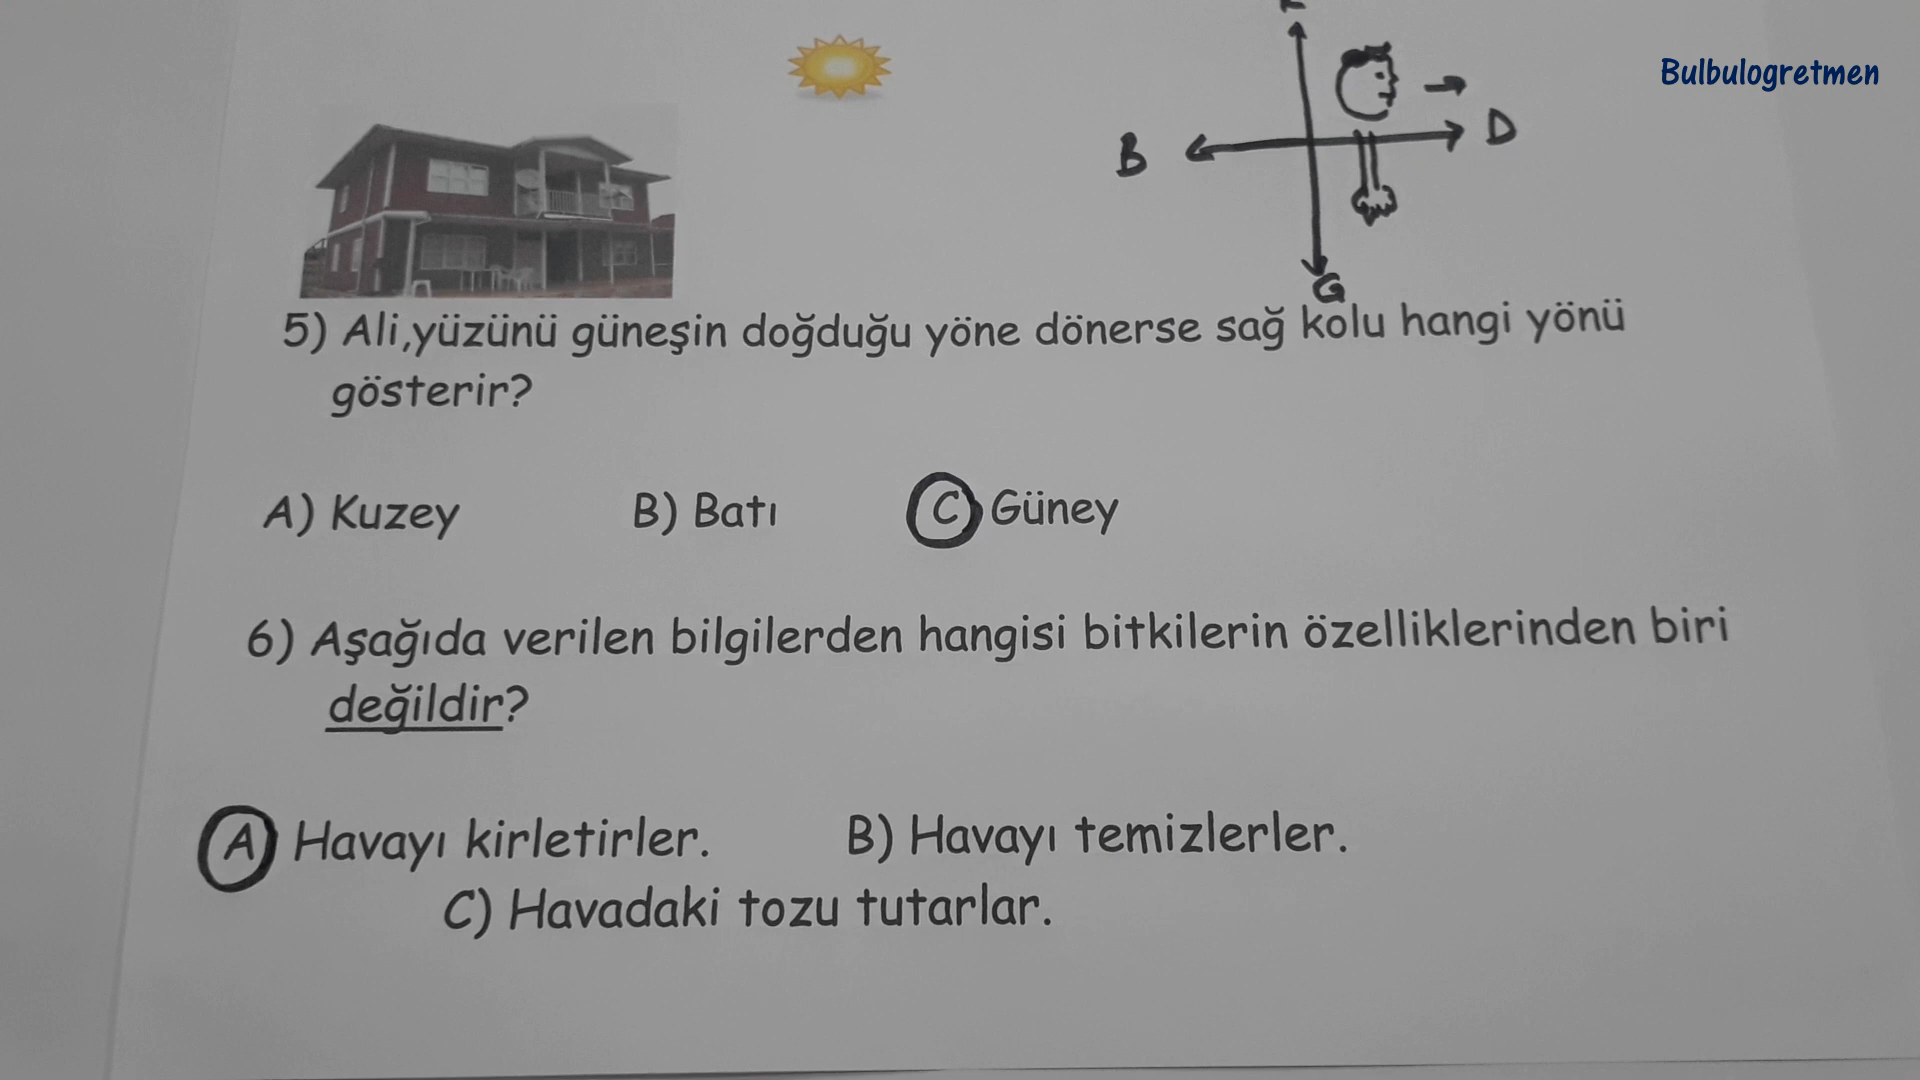 Bulbulogretmen
B D
G
5) Ali,yüzünü güneşin doğduğu yöne dönerse sağ kolu hangi yönü
gösterir?
A) Kuzey B) Batı C) Güney
6) Aşağıda verilen bilgilerden hangisi bitkilerin özelliklerinden biri
değildir?
A) Havayı kirletirler. B) Havayı temizlerler.
C) Havadaki tozu tutarlar.